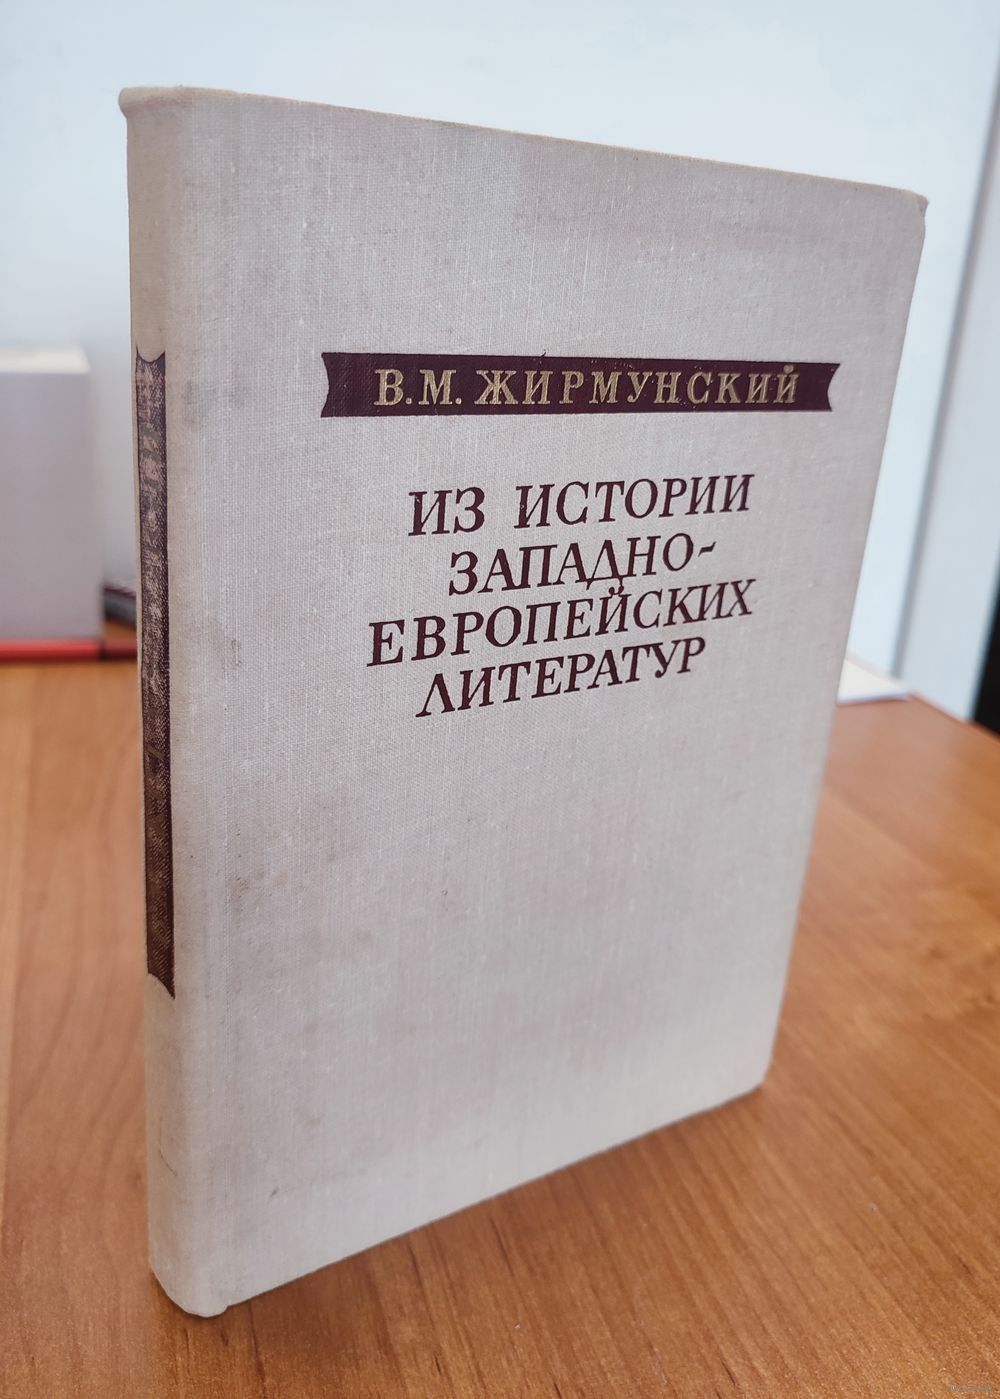 В.М. ЖИРМУНСКИЙ
ИЗ ИСТОРИИ
ЗАПАДНО-
ЕВРОПЕЙСКИХ
ЛИТЕРАТУР